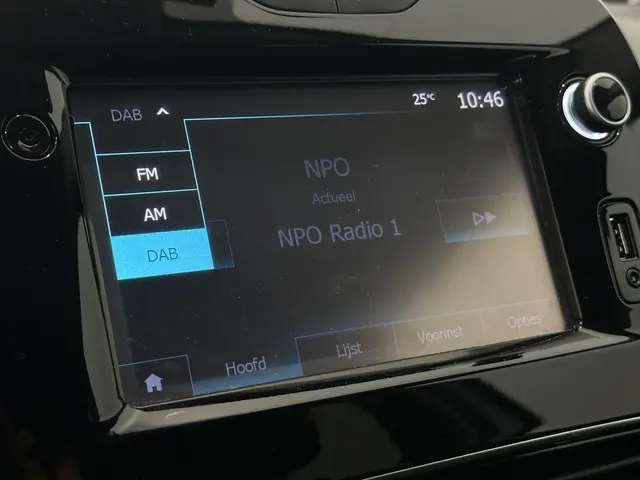 DAB
25°C
10:46
FM
AM
DAB
NPO
Actueel
NPO Radio 1
Hoofd
Lijst
Voorinst
Opties